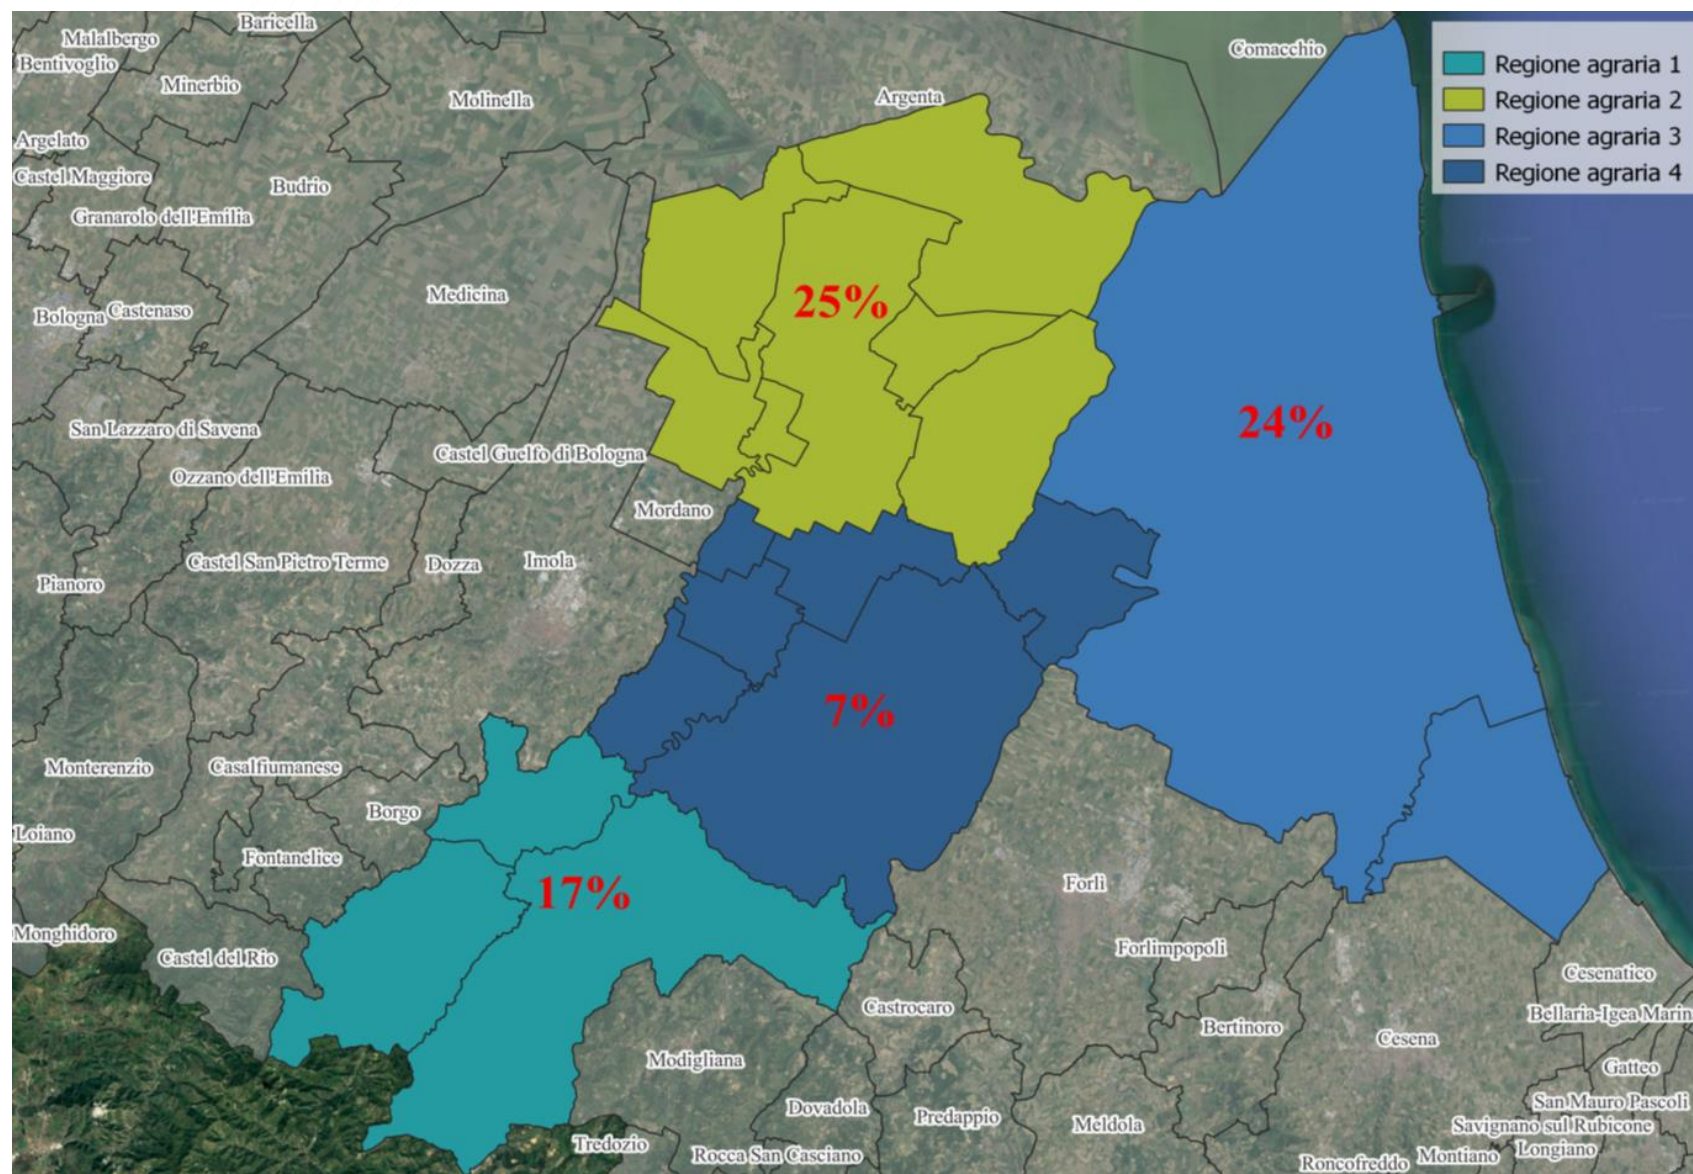 Baricella
Malalbergo
Bentivoglio
Minerbio
Molinella
Argenta
Comacchio
Regione agraria 1
Regione agraria 2
Regione agraria 3
Regione agraria 4
Argelato
Castel Maggiore
Budrio
Granarolo dell'Emilia
Medicina
Castenaso
Bologna
25%
24%
San Lazzaro di Savena
Castel Guelfo di Bologna
Ozzano dell'Emilia
Mordano
Castel San Pietro Terme
Dozza
Imola
Pianoro
7%
Monterenzio
Casalfiumanese
Borgo
Loiano
Fontanelice
17%
Forlì
Monghidoro
Castel del Rio
Forlimpopoli
Cesenatico
Castrocaro
Bellaria-Igea Marin
Bertinoro
Cesena
Modigliana
Gatteo
Dovadola
Predappio
Meldola
San Mauro Pascoli
Savignano sul Rubicone
Tredozio
Rocca San Casciano
Roncofreddo
Montiano
Longiano